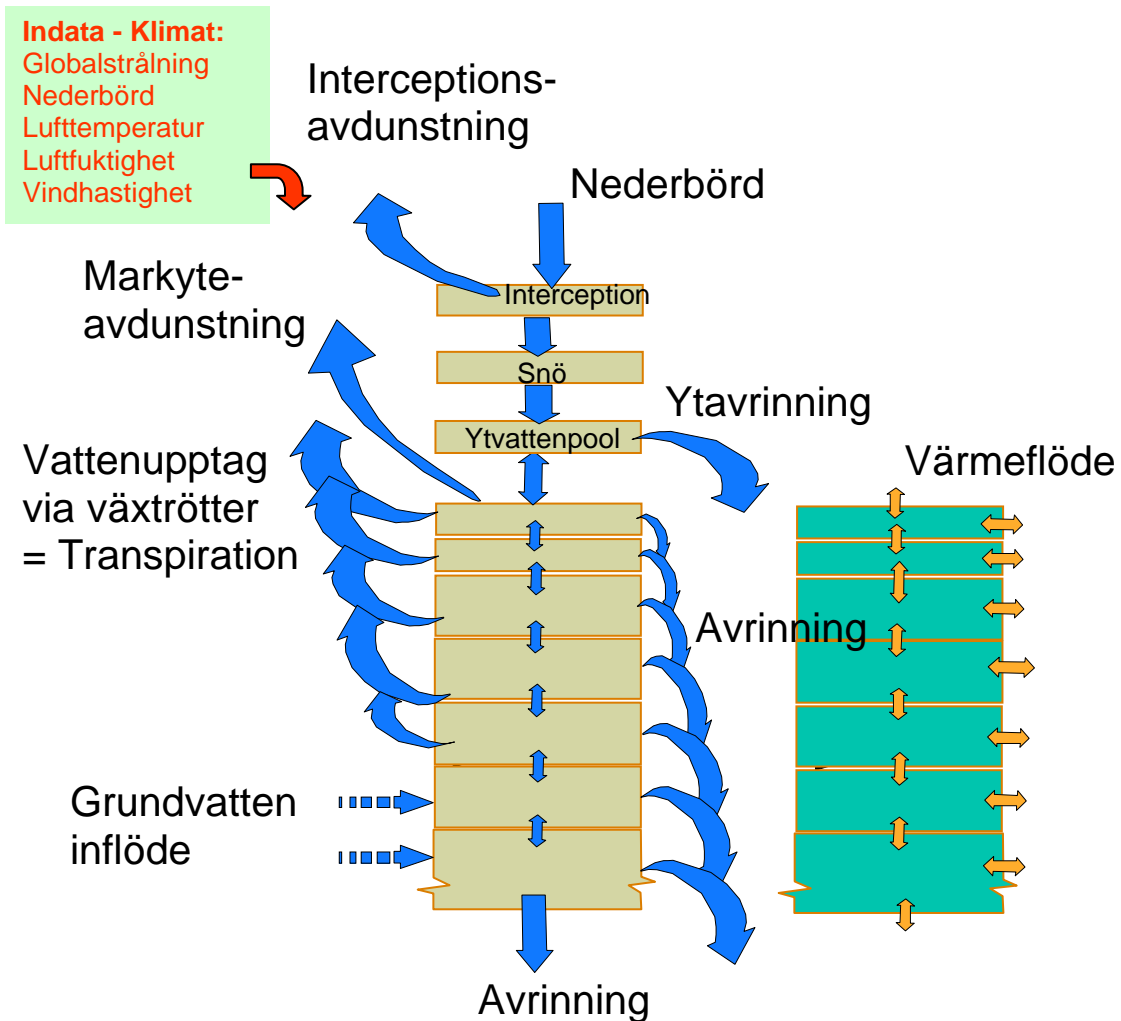 Indata - Klimat:
Globalstrålning
Nederbörd
Lufttemperatur
Luftfuktighet
Vindhastighet
Interceptions-
avdunstning
Nederbörd
Markyte-
avdunstning
Interception
Snö
Ytavrinning
Ytvattenpool
Vattenupptag
via växtrötter
= Transpiration
Värmeflöde
Avrinning
Grundvatten
inflöde
Avrinning